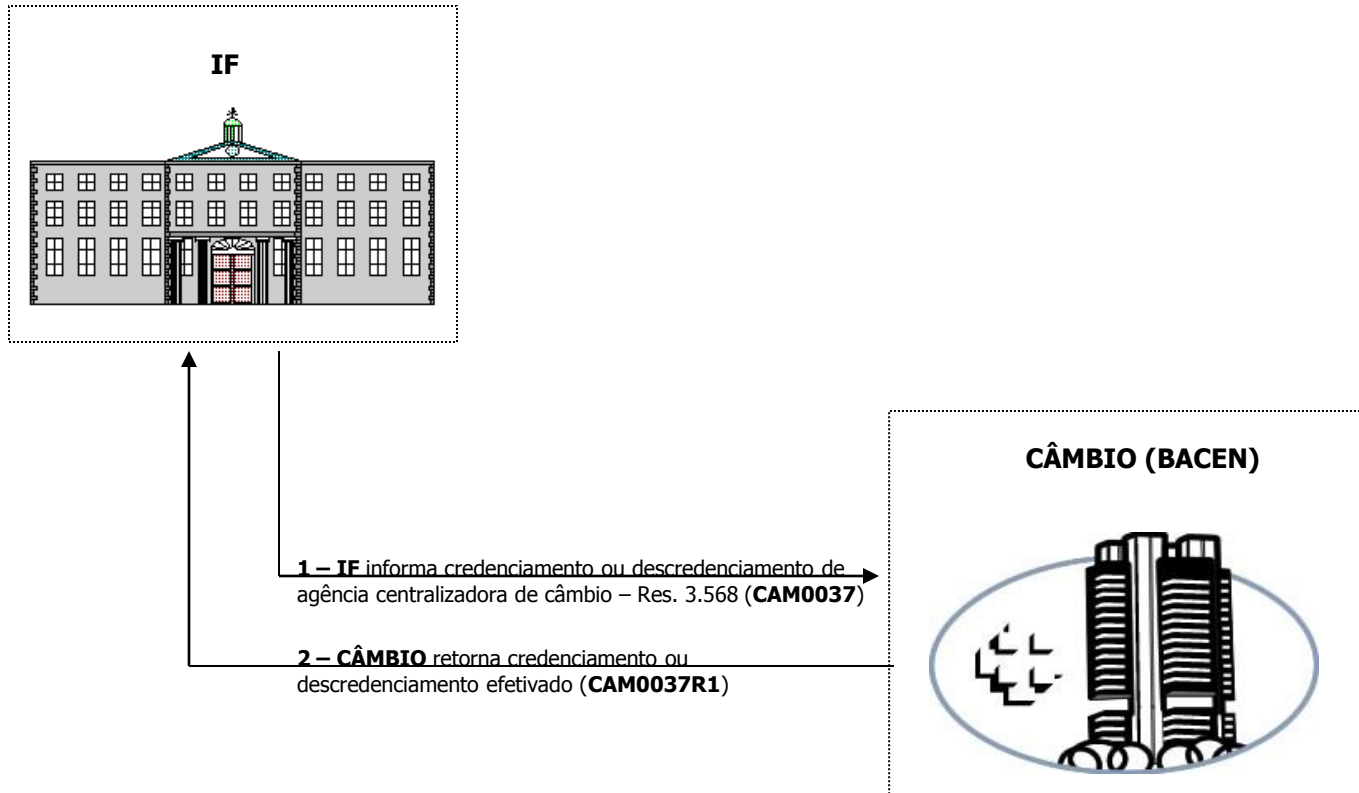 IF
CÂMBIO (BACEN)
1 – IF informa credenciamento ou descredenciamento de
agência centralizadora de câmbio – Res. 3.568 (CAM0037)
2 – CÂMBIO retorna credenciamento ou
descredenciamento efetivado (CAM0037R1)